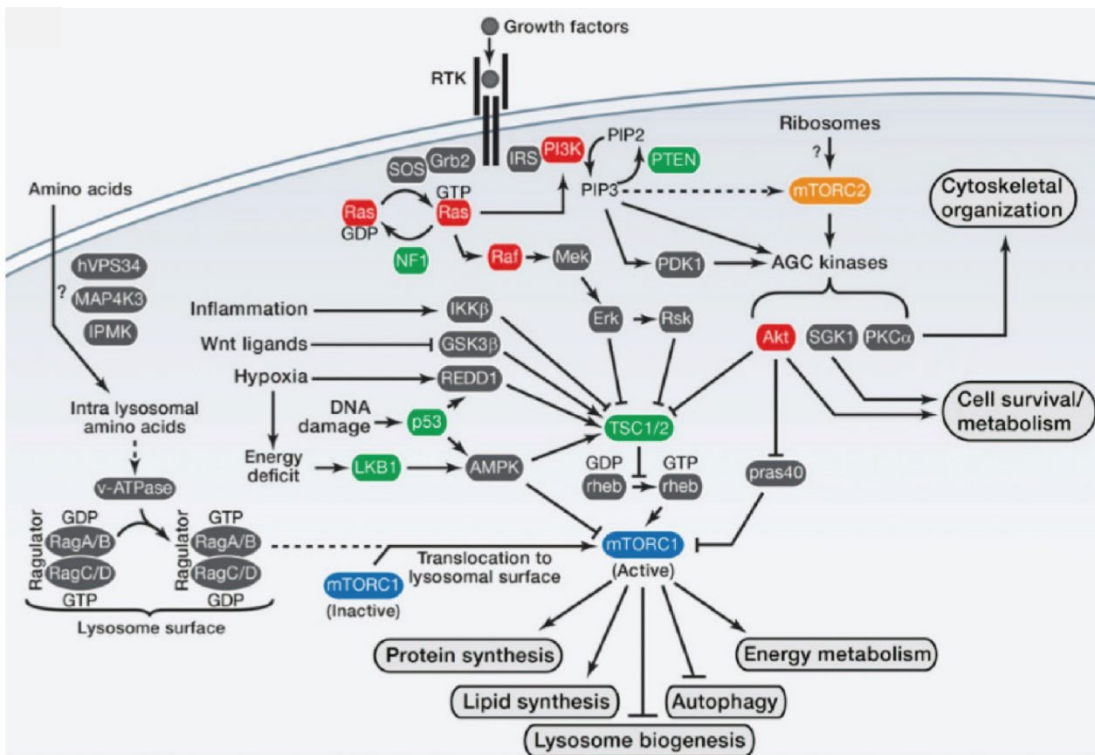 Growth factors
RTK
Ribosomes
?
PIP2
SOS
Grb2
IRS
PI3K
PTEN
Amino acids
GTP
PIP3
mTORC2
Cytoskeletal
organization
Ras
Ras
GDP
NF1
Raf
Mek
PDK1
AGC kinases
hVPS34
?
MAP4K3
IPMK
Inflammation
IKKβ
Erk
Rsk
Akt
SGK1
PKCα
Wnt ligands
GSK3β
Hypoxia
REDD1
Cell survival/
metabolism
Intra lysosomal
amino acids
DNA
damage
p53
TSC1/2
Energy
deficit
LKB1
AMPK
GDP
rheb
GTP
rheb
pras40
v-ATPase
Ragulator
GDP
RagA/B
RagC/D
GTP
Ragulator
GTP
RagA/B
RagC/D
GDP
Lysosome surface
Translocation to
lysosomal surface
mTORC1
(Inactive)
mTORC1
(Active)
Protein synthesis
Energy metabolism
Lipid synthesis
Autophagy
Lysosome biogenesis